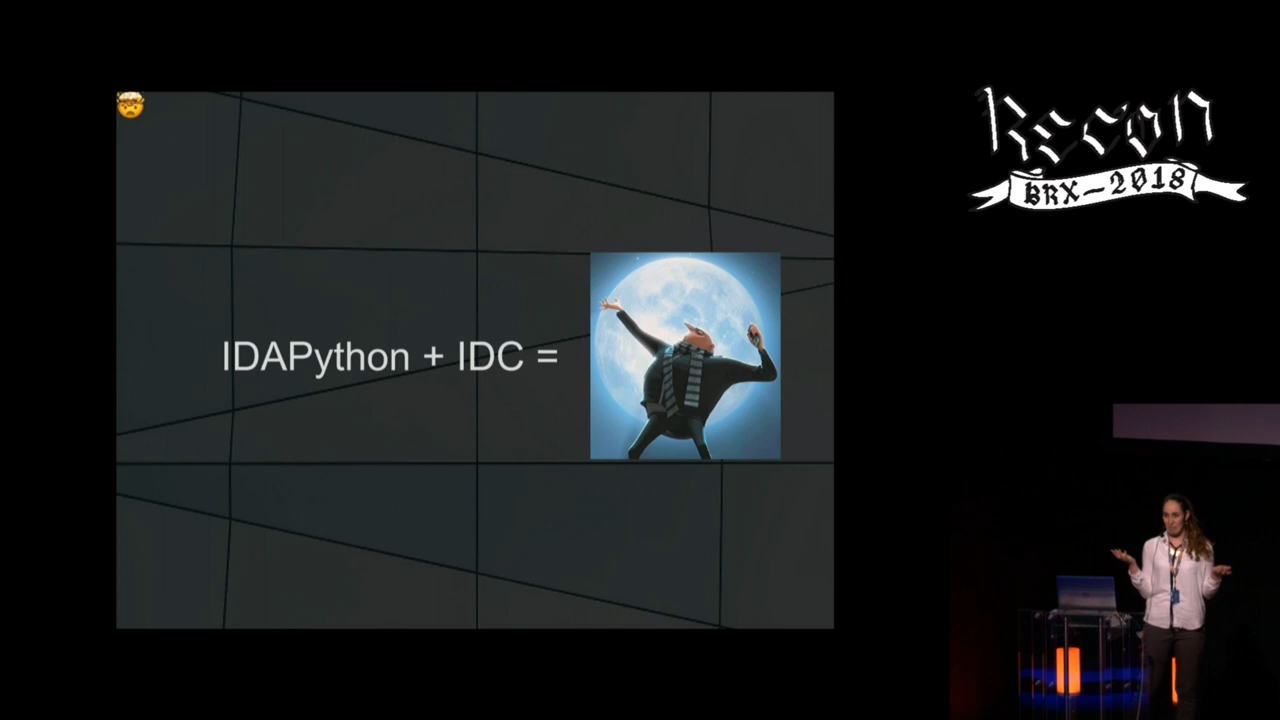 IDAPython + IDC =
RECON
BRX-2018